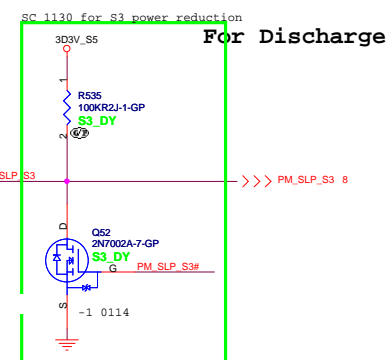 SC 1130 for S3 power reduction
For Discharge
3D3V_S5
1
R535
100KR2J-1-GP
S3_DY
2
SLP_S3
PM_SLP_S3 8
D
Q52
2N7002A-7-GP
S3_DY
G PM_SLP_S3#
S
-1 0114